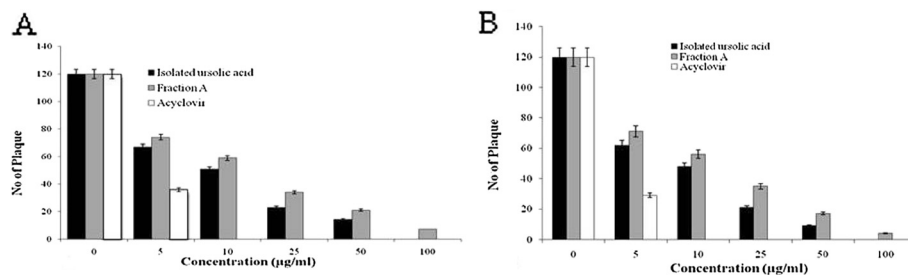 A
140
120
100
80
60
40
20
0
No of Plaque
Isolated ursolic acid
Fraction A
Acyclovir
0 5 10 25 50 100
Concentration (µg/ml)
B
140
120
100
80
60
40
20
0
No of Plaque
Isolated ursolic acid
Fraction A
Acyclovir
0 5 10 25 50 100
Concentration (µg/ml)